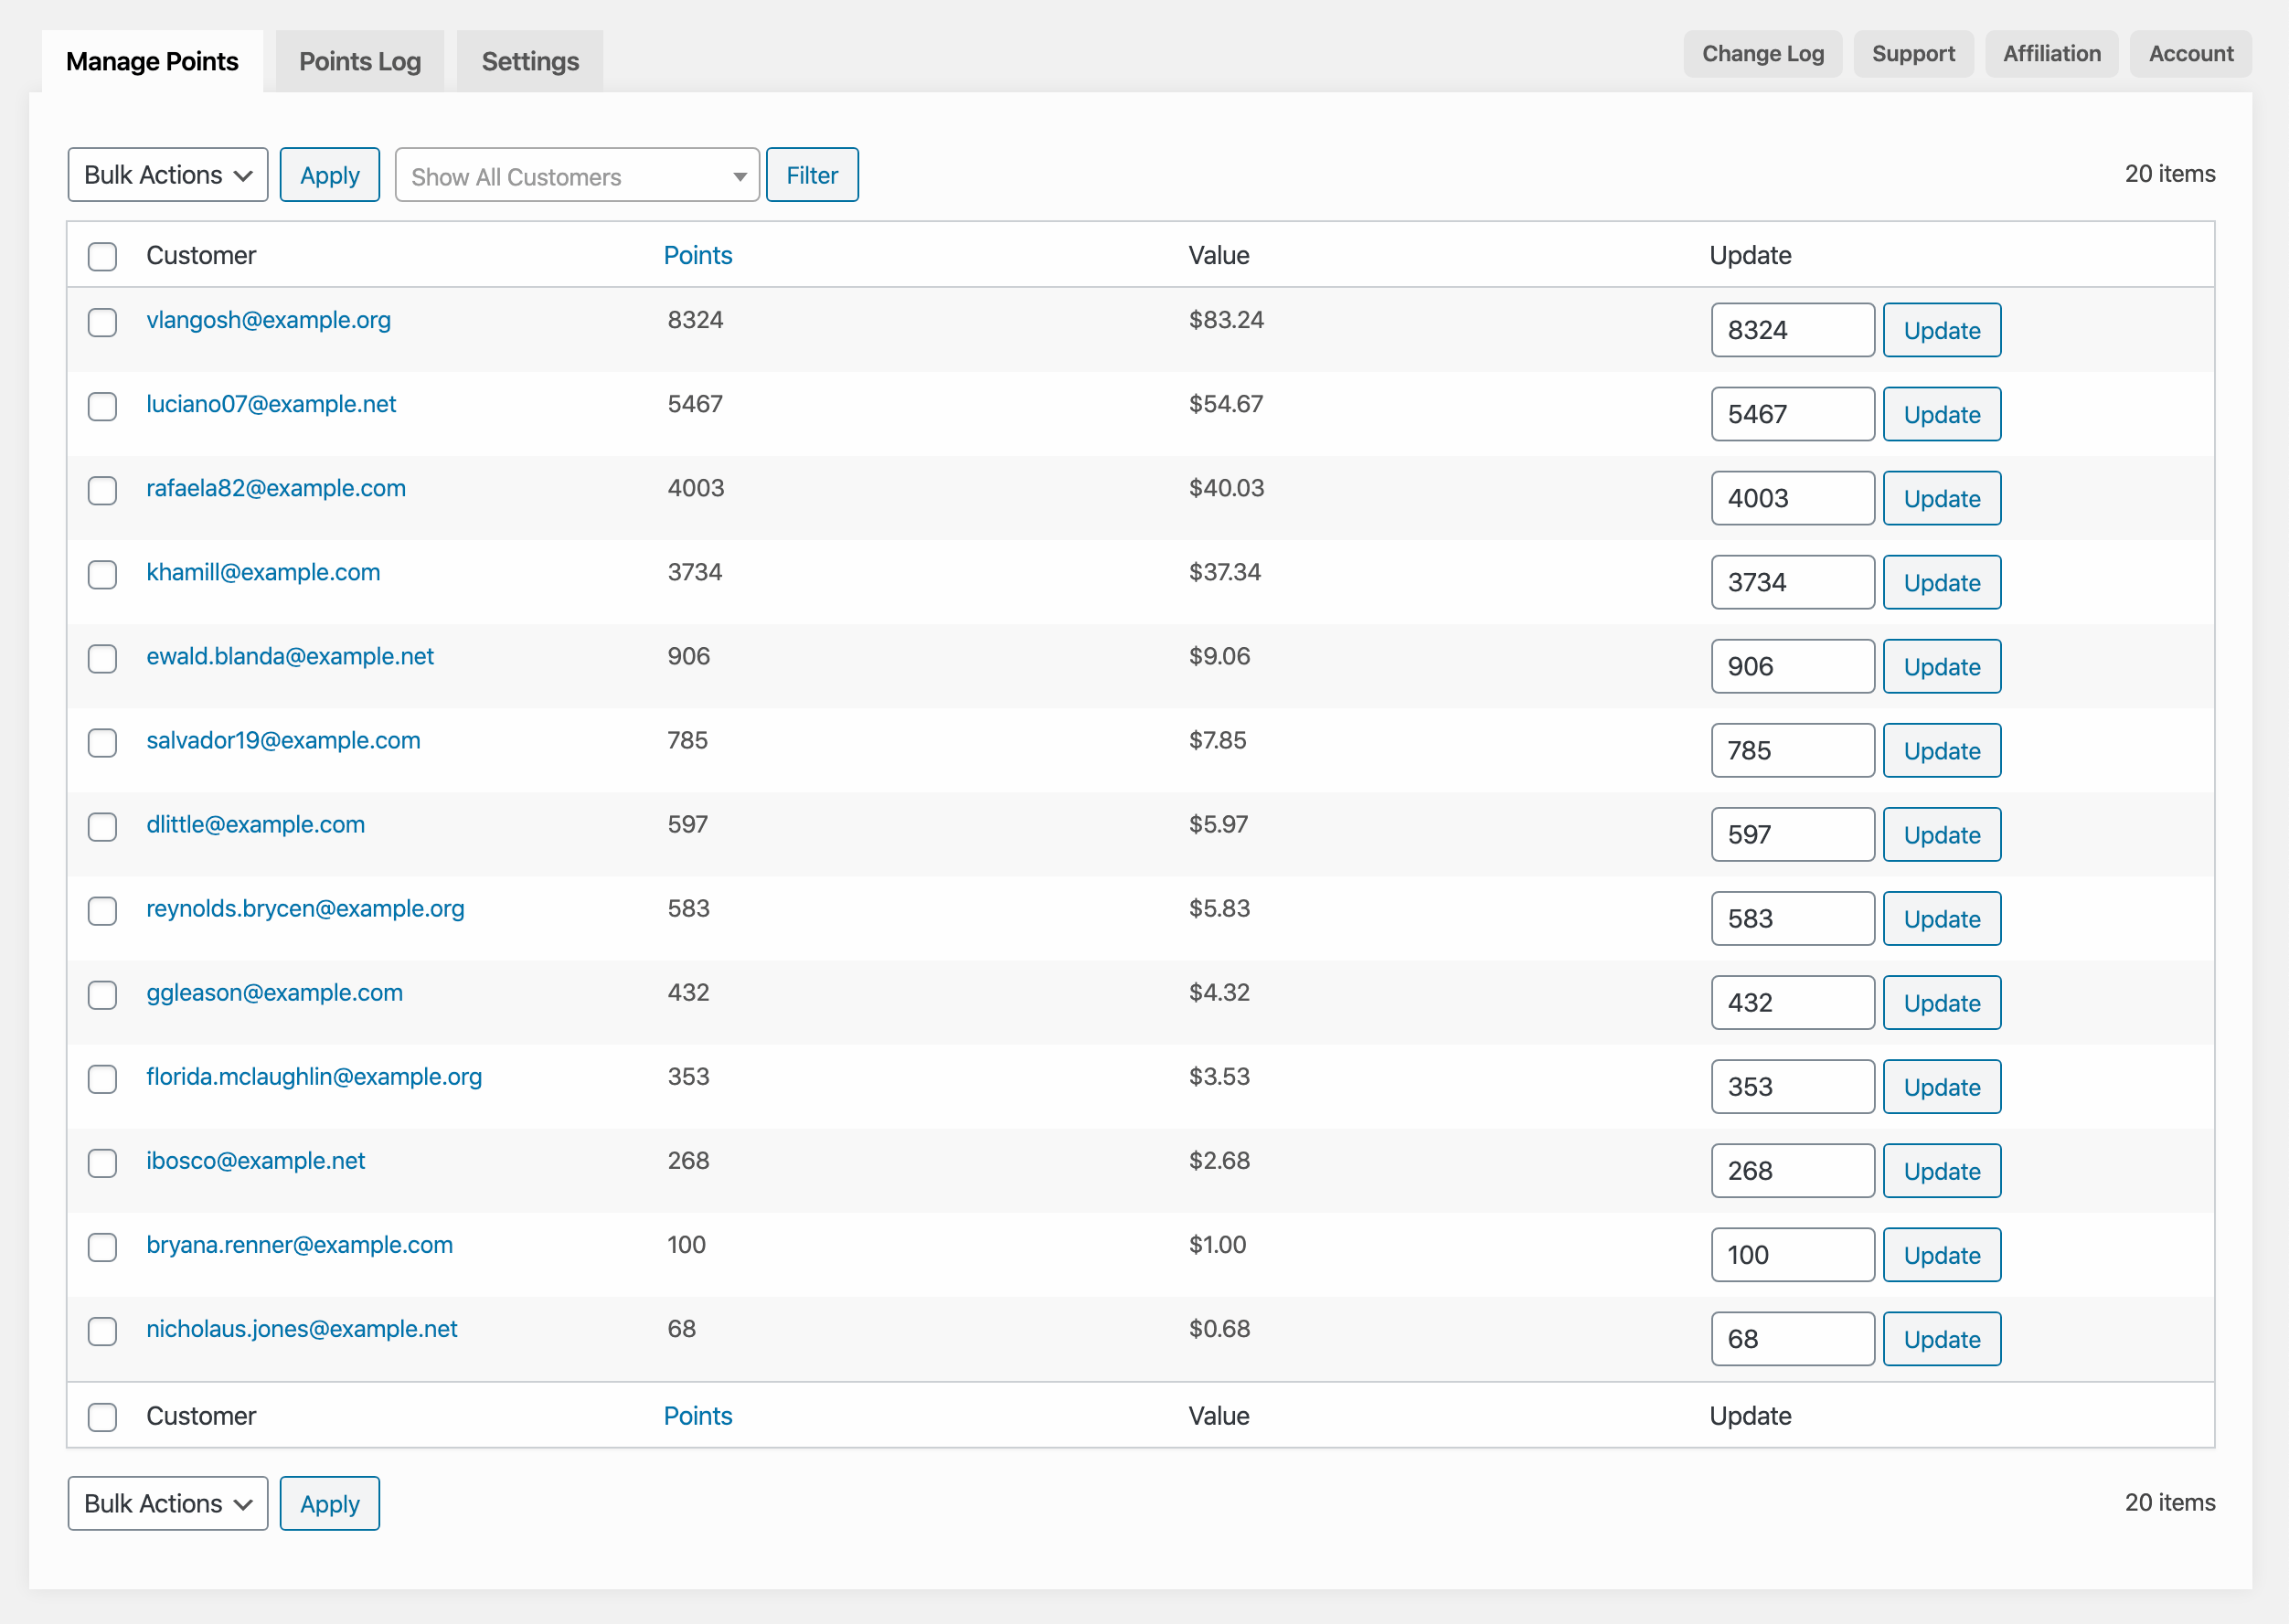 Manage Points Points Log Settings Change Log Support Affiliation Account
Bulk Actions Apply Show All Customers Filter 20 items
Customer Points Value Update
vlangosh@example.org 8324 $83.24 8324 Update
luciano07@example.net 5467 $54.67 5467 Update
rafaela82@example.com 4003 $40.03 4003 Update
khamill@example.com 3734 $37.34 3734 Update
ewald.blanda@example.net 906 $9.06 906 Update
salvador19@example.com 785 $7.85 785 Update
dlittle@example.com 597 $5.97 597 Update
reynolds.brycen@example.org 583 $5.83 583 Update
ggleason@example.com 432 $4.32 432 Update
florida.mclaughlin@example.org 353 $3.53 353 Update
ibosco@example.net 268 $2.68 268 Update
bryana.renner@example.com 100 $1.00 100 Update
nicholaus.jones@example.net 68 $0.68 68 Update
Customer Points Value Update
Bulk Actions Apply 20 items